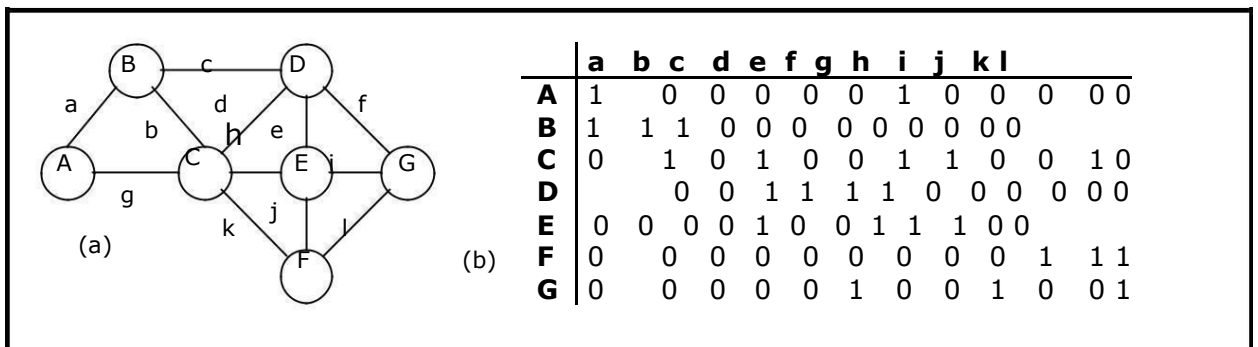 B c D
a d f
b h e
A C E i G
g
k j l
(a)
F
(b)
a b c d e f g h i j k l
A 1 0 0 0 0 0 1 0 0 0 0 0
B 1 1 1 0 0 0 0 0 0 0 0 0
C 0 1 0 1 0 0 1 1 0 0 1 0
D 0 0 1 1 1 1 0 0 0 0 0
E 0 0 0 0 1 0 0 1 1 1 0 0
F 0 0 0 0 0 0 0 0 0 1 1 1
G 0 0 0 0 0 1 0 0 1 0 0 1